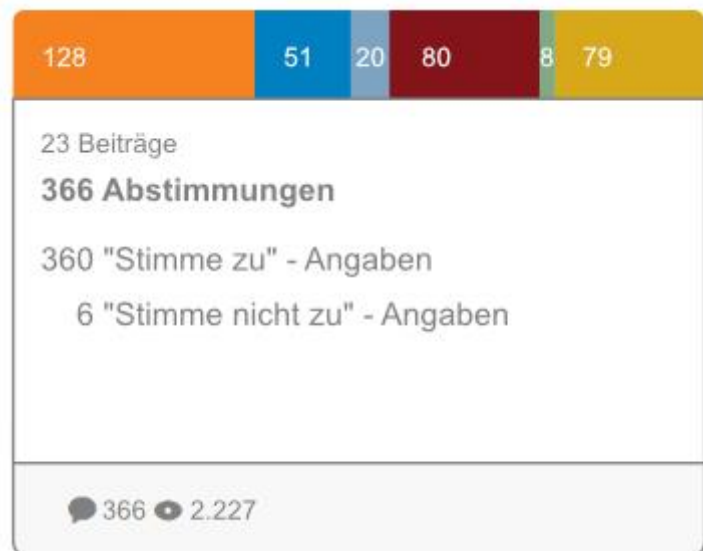 128 51 20 80 8 79
23 Beiträge
366 Abstimmungen
360 "Stimme zu" - Angaben
6 "Stimme nicht zu" - Angaben
366 2.227